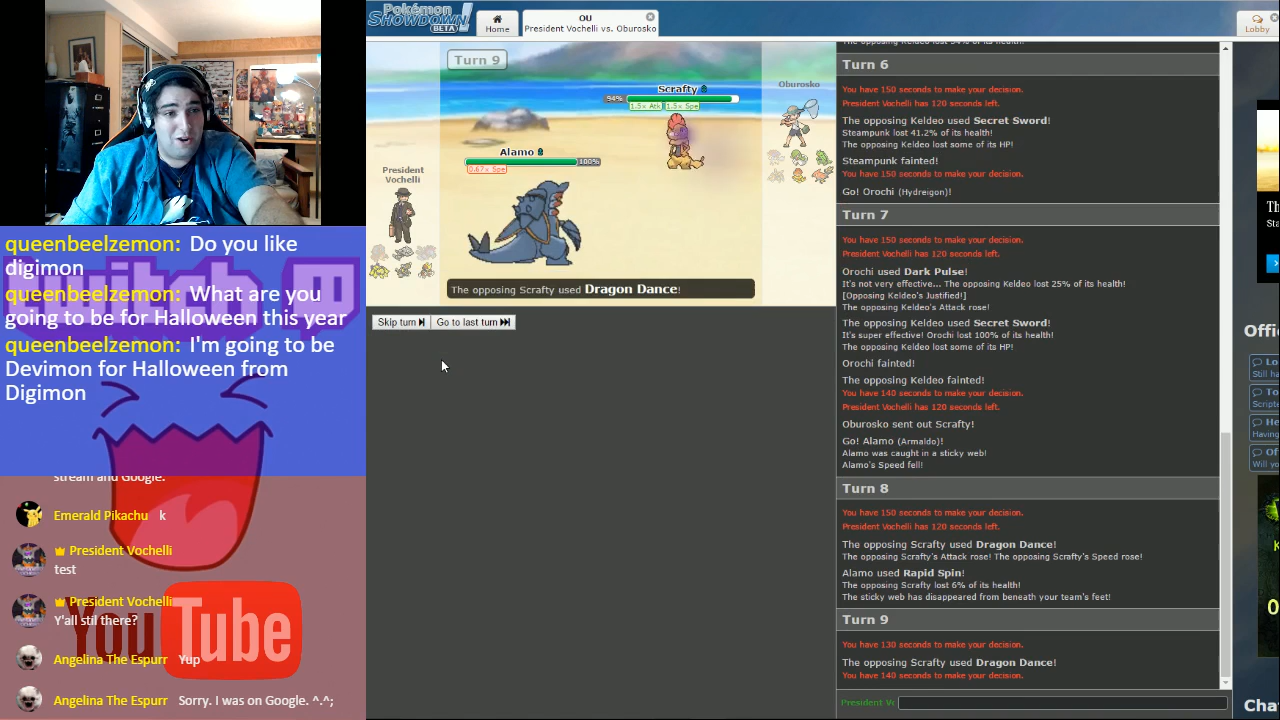 Pokémon
SHOWDOWN!
BETA
Home
OU
President Vochelli vs. Oburosko
Lobby
Turn 9
Scrafty
94%
1.5× Atk 1.5× Spe
Oburosko
Alamo
100%
0.67× Spe
President
Vochelli
The opposing Scrafty used Dragon Dance!
Skip turn
Go to last turn
queenbeelzemon: Do you like
digimon
queenbeelzemon: What are you
going to be for Halloween this year
queenbeelzemon: I'm going to be
Devimon for Halloween from
Digimon
stream and Google.
Emerald Pikachu k
President Vochelli
test
President Vochelli
Y'all stil there?
Angelina The Espurr Yup
Angelina The Espurr Sorry. I was on Google. ^.^;
You Tube
Turn 6
You have 150 seconds to make your decision.
President Vochelli has 120 seconds left.
The opposing Keldeo used Secret Sword!
Steampunk lost 41.2% of its health!
The opposing Keldeo lost some of its HP!
Steampunk fainted!
You have 150 seconds to make your decision.
Go! Orochi (Hydreigon)!
Turn 7
You have 150 seconds to make your decision.
President Vochelli has 120 seconds left.
Orochi used Dark Pulse!
It's not very effective... The opposing Keldeo lost 25% of its health!
[Opposing Keldeo's Justified!]
The opposing Keldeo's Attack rose!
The opposing Keldeo used Secret Sword!
It's super effective! Orochi lost 100% of its health!
The opposing Keldeo lost some of its HP!
Orochi fainted!
The opposing Keldeo fainted!
You have 140 seconds to make your decision.
President Vochelli has 120 seconds left.
Oburosko sent out Scrafty!
Go! Alamo (Armaldo)!
Alamo was caught in a sticky web!
Alamo's Speed fell!
Turn 8
You have 150 seconds to make your decision.
President Vochelli has 120 seconds left.
The opposing Scrafty used Dragon Dance!
The opposing Scrafty's Attack rose! The opposing Scrafty's Speed rose!
Alamo used Rapid Spin!
The opposing Scrafty lost 6% of its health!
The sticky web has disappeared from beneath your team's feet!
Turn 9
You have 130 seconds to make your decision.
The opposing Scrafty used Dragon Dance!
You have 140 seconds to make your decision.
President Vo